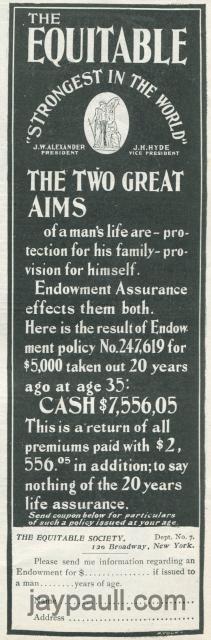 THE
EQUITABLE
"STRONGEST IN THE WORLD"
J.W. ALEXANDER
PRESIDENT
J.H. HYDE
VICE PRESIDENT
THE TWO GREAT
AIMS
of a man's life are - pro-
tection for his family - pro-
vision for himself.
Endowment Assurance
effects them both.
Here is the result of Endow-
ment policy No. 247,619 for
$5,000 taken out 20 years
ago at age 35:
CASH $7,556,05
This is a return of all
premiums paid with $2,
556.05 in addition; to say
nothing of the 20 years
life assurance.
Send coupon below for particulars
of such a policy issued at your age.
THE EQUITABLE SOCIETY,
Dept. No. 7,
120 Broadway, New York.
Please send me information regarding an
Endowment for $.............. if issued to
a man........years of age.
jaypaull.com
Address